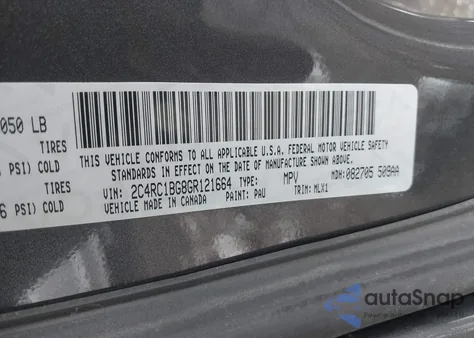 050 LB
TIRES
PSI) COLD
TIRES
6 PSI) COLD
THIS VEHICLE CONFORMS TO ALL APPLICABLE U.S.A. FEDERAL MOTOR VEHICLE SAFETY
STANDARDS IN EFFECT ON THE DATE OF MANUFACTURE SHOWN ABOVE
VIN: 2C4RC1BG8GR121664 TYPE: MPV MDH: 082705 509AA
VEHICLE MADE IN CANADA PAINT: PAU TRIM: MLX1
autoSnap